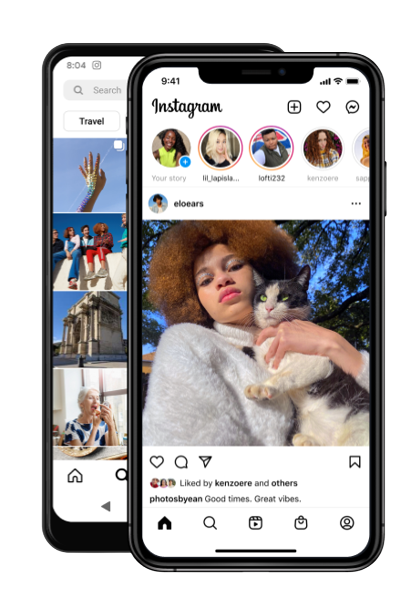 8:04
Search
Travel
9:41
Instagram
Your story
lil_lapisla...
lofti232
kenzoere
eloears
Liked by kenzoere and others
photosbyean Good times. Great vibes.